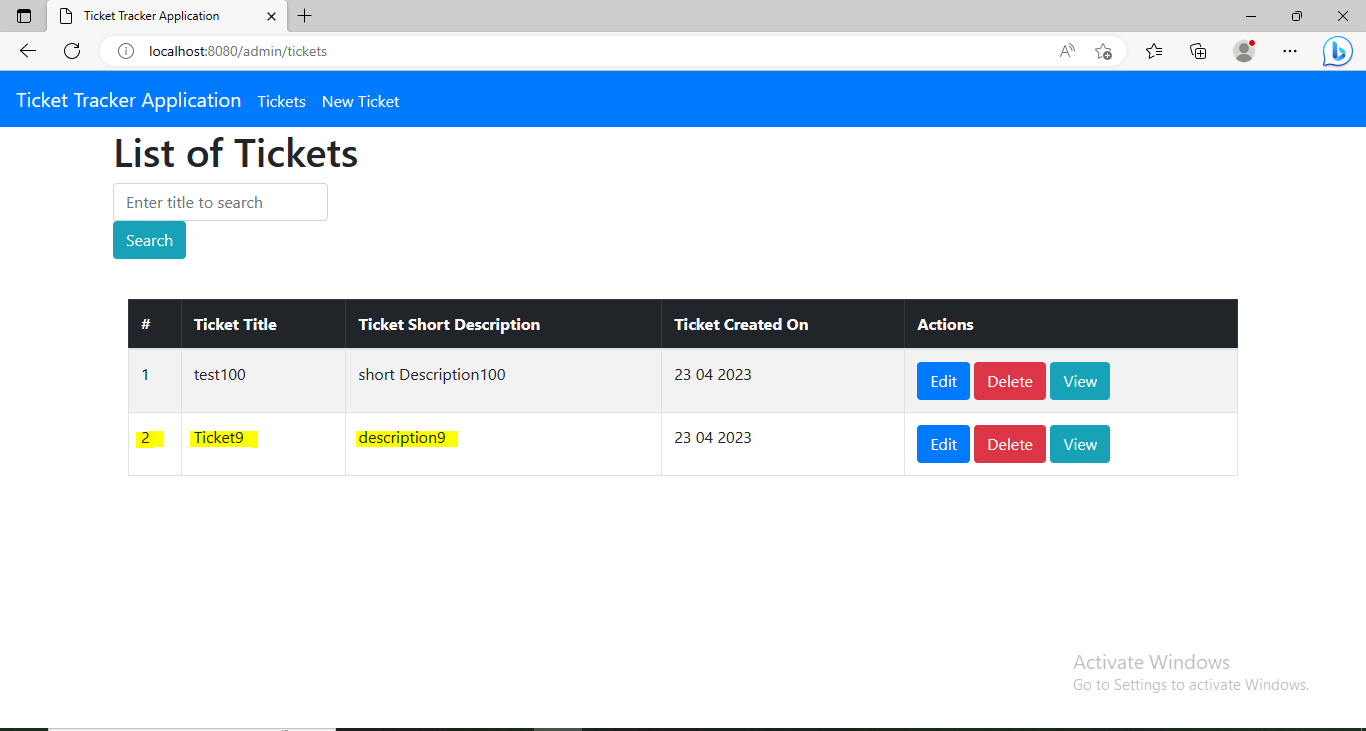 Ticket Tracker Application
localhost:8080/admin/tickets
Ticket Tracker Application Tickets New Ticket
List of Tickets
Enter title to search
Search
# Ticket Title Ticket Short Description Ticket Created On Actions
1 test100 short Description100 23 04 2023 Edit Delete View
2 Ticket9 description9 23 04 2023 Edit Delete View
Activate Windows
Go to Settings to activate Windows.